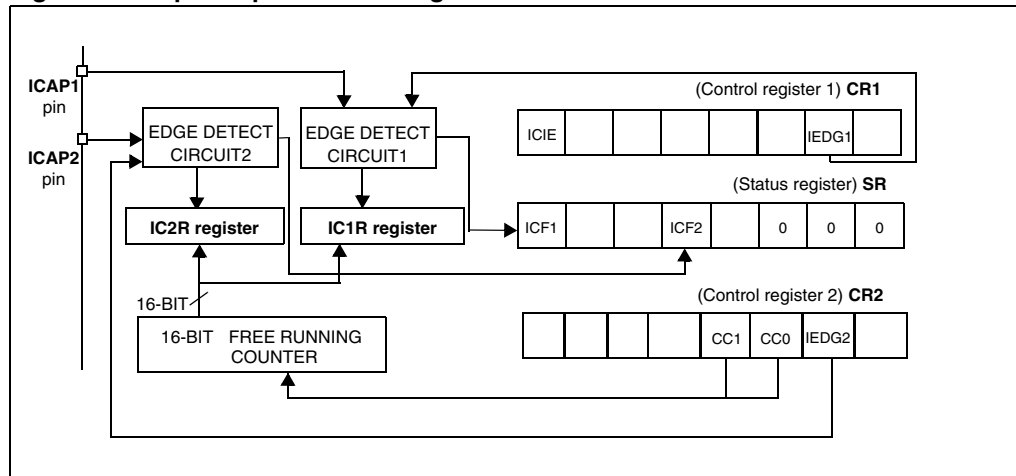 ICAP1
pin
ICAP2
pin
EDGE DETECT
CIRCUIT2
EDGE DETECT
CIRCUIT1
IC2R register
IC1R register
16-BIT
16-BIT FREE RUNNING
COUNTER
(Control register 1) CR1
ICIE IEDG1
(Status register) SR
ICF1 ICF2 0 0 0
(Control register 2) CR2
CC1 CC0 IEDG2